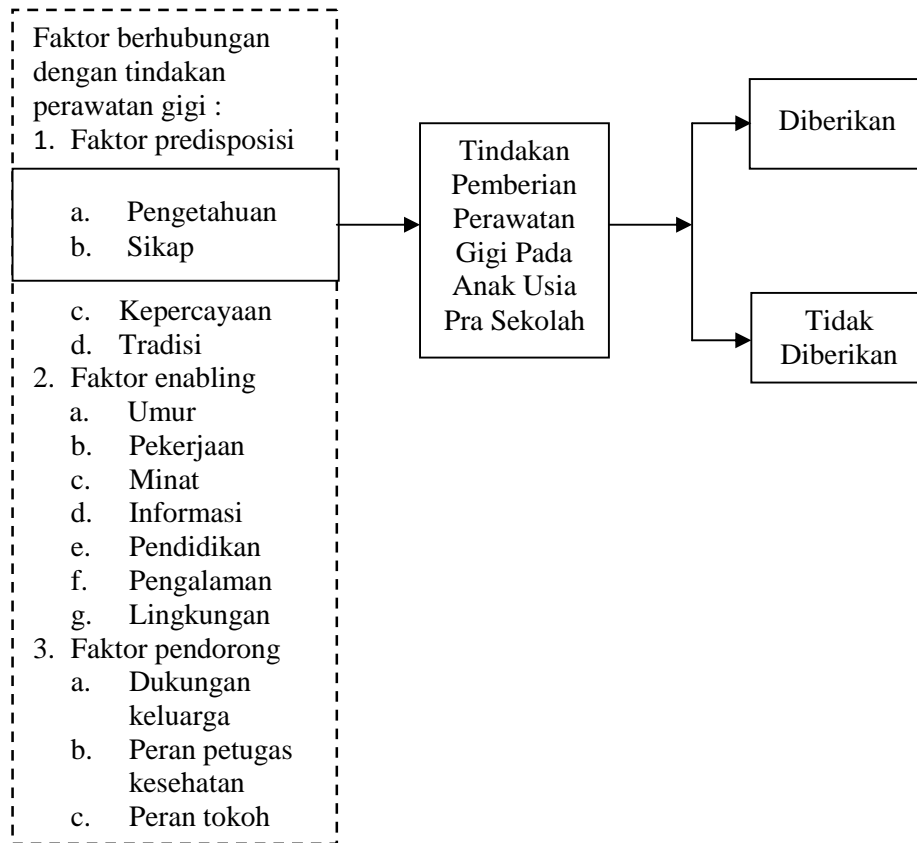 Faktor berhubungan
dengan tindakan
perawatan gigi :
1. Faktor predisposisi
a. Pengetahuan
b. Sikap
c. Kepercayaan
d. Tradisi
2. Faktor enabling
a. Umur
b. Pekerjaan
c. Minat
d. Informasi
e. Pendidikan
f. Pengalaman
g. Lingkungan
3. Faktor pendorong
a. Dukungan
keluarga
b. Peran petugas
kesehatan
c. Peran tokoh
Tindakan
Pemberian
Perawatan
Gigi Pada
Anak Usia
Pra Sekolah
Diberikan
Tidak
Diberikan